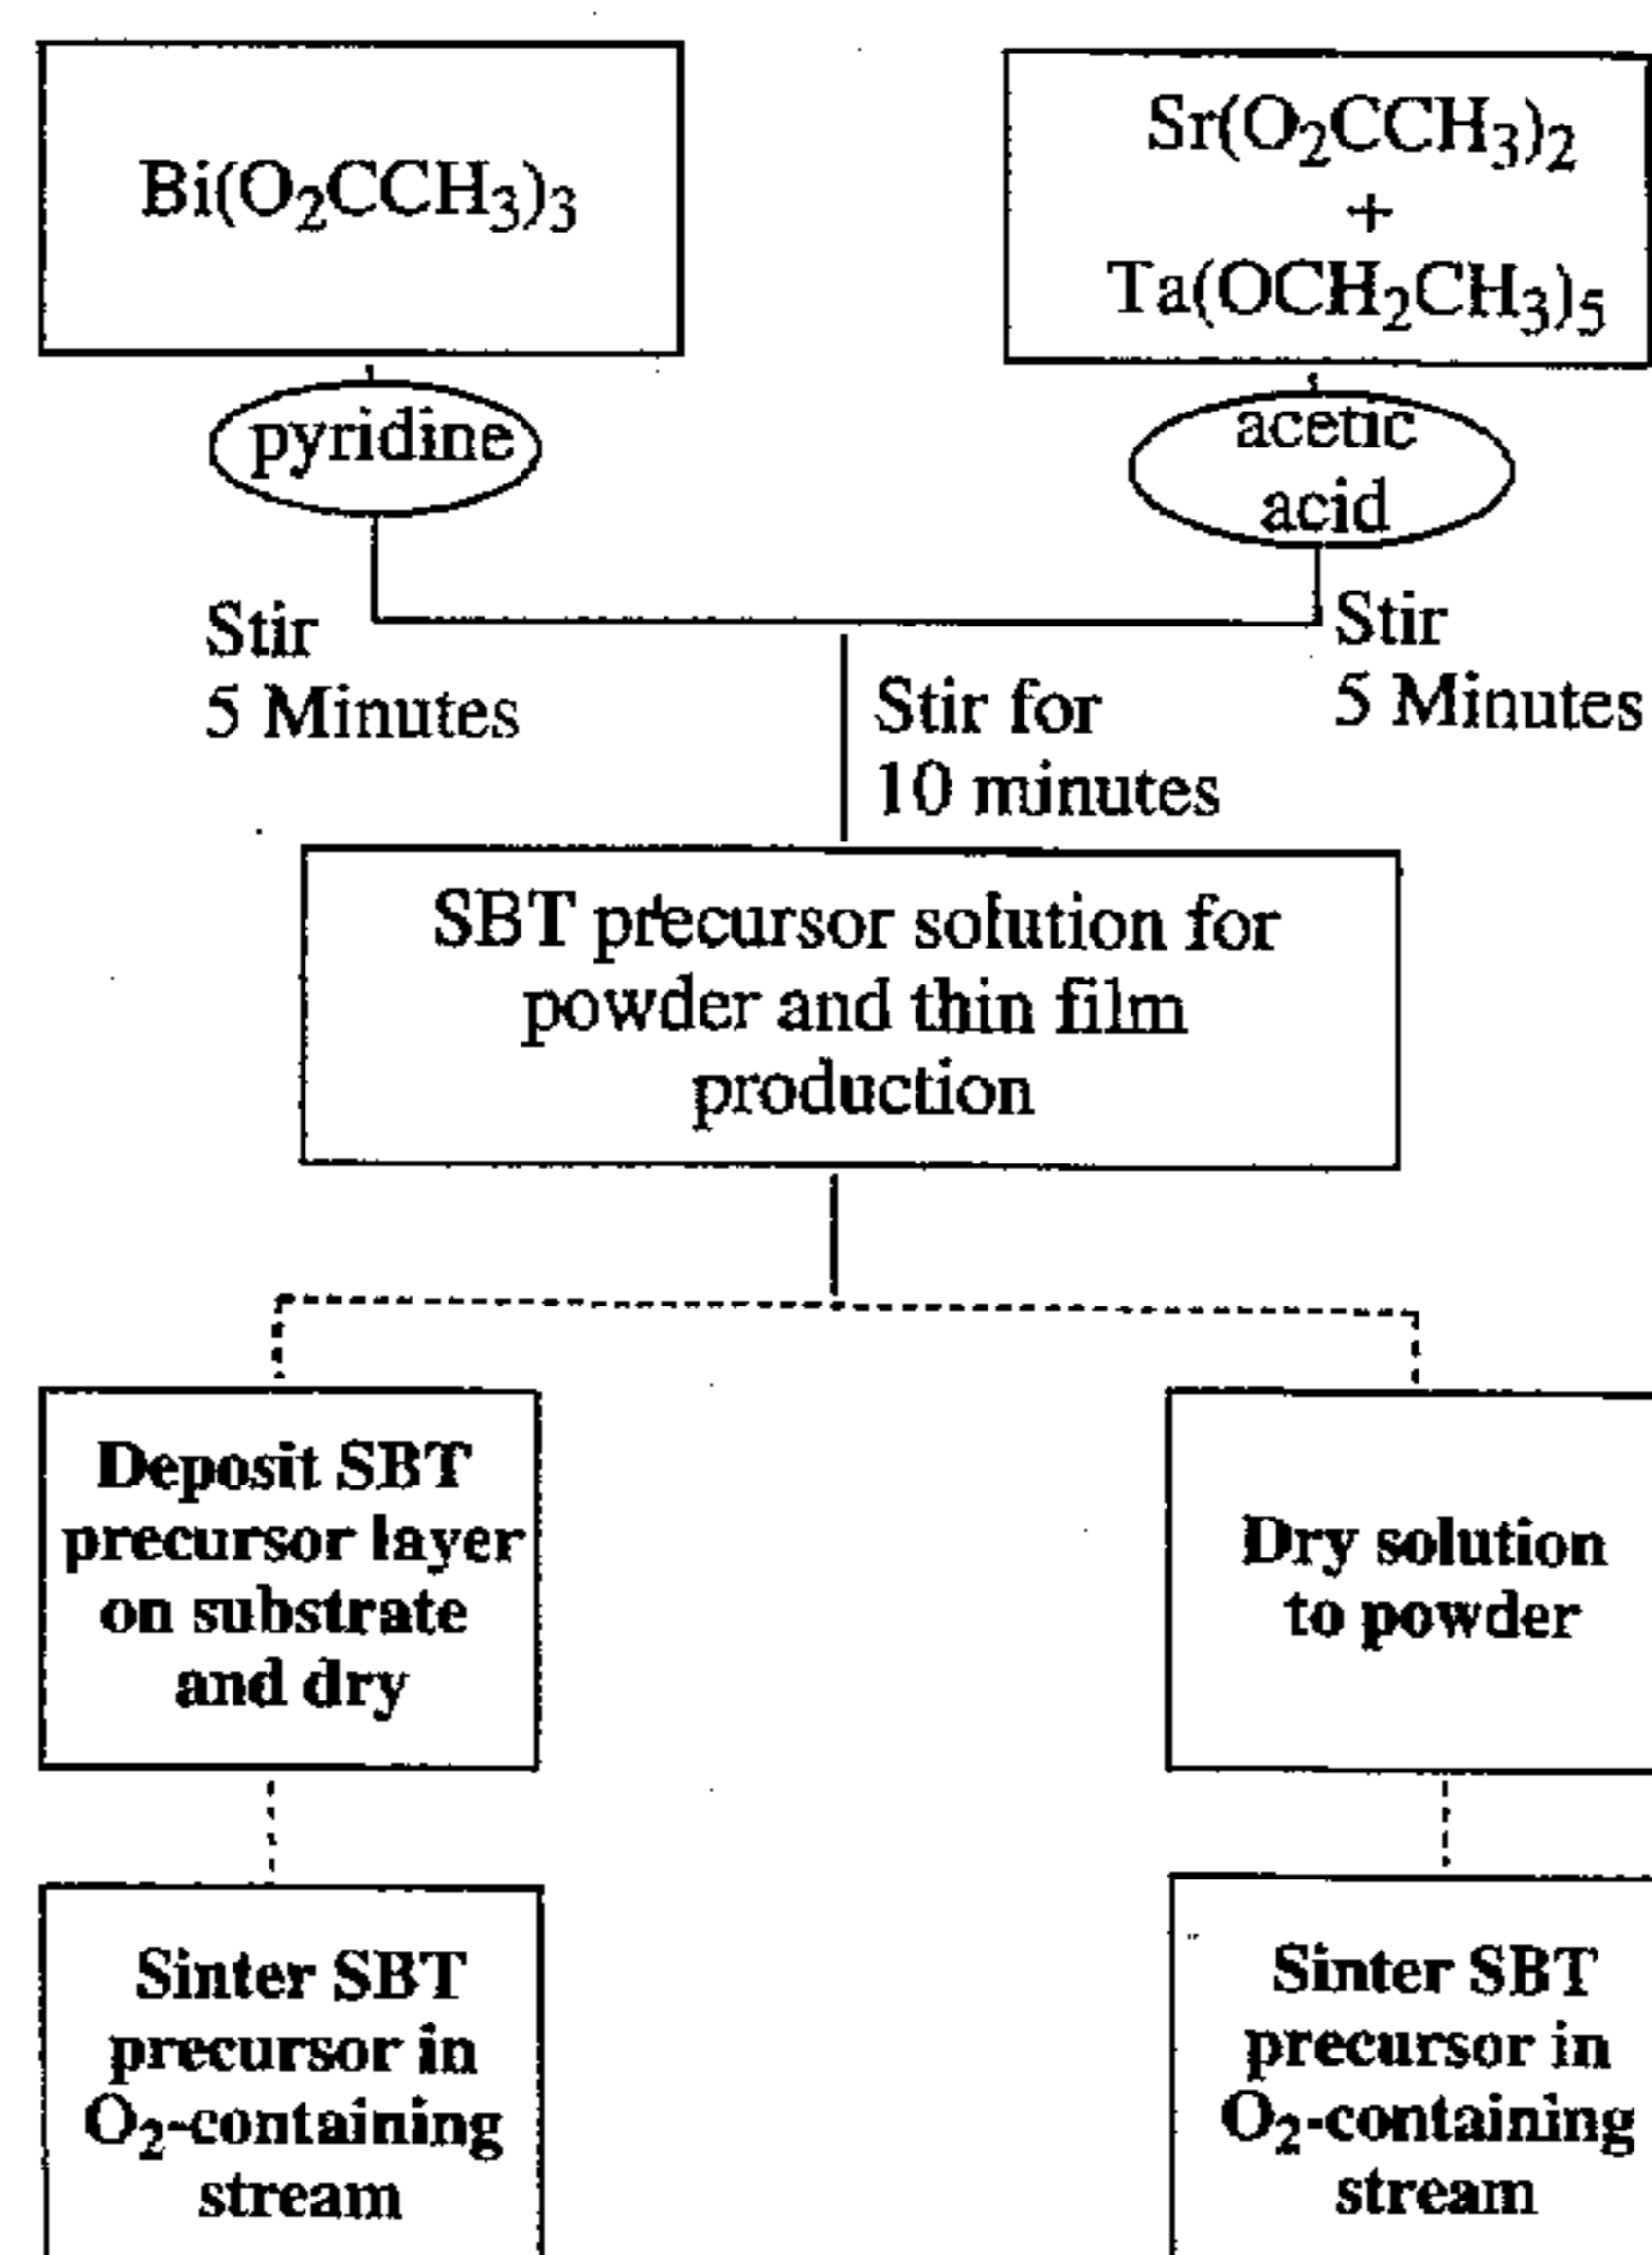 Bi(O₂CCH₃)₃
Sr(O₂CCH₃)₂
+
Ta(OCH₂CH₃)₅
pyridine
acetic
acid
Stir
5 Minutes
Stir
5 Minutes
Stir for
10 minutes
SBT precursor solution for
powder and thin film
production
Deposit SBT
precursor layer
on substrate
and dry
Dry solution
to powder
Sinter SBT
precursor in
O₂-containing
stream
Sinter SBT
precursor in
O₂-containing
stream